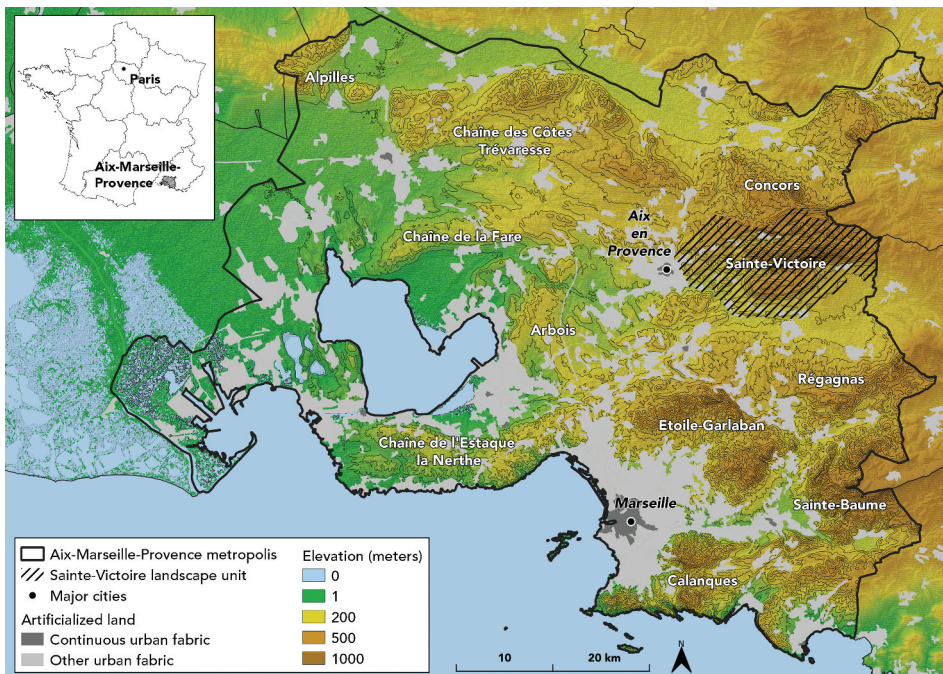 Paris
Aix-Marseille-
Provence
Alpilles
Chaîne des Côtes
Trévaresse
Concors
Aix
en
Provence
Chaîne de la Fare
Sainte-Victoire
Arbois
Régagnas
Etoile-Garlaban
Chaîne de l'Estaque
la Nerthe
Marseille
Sainte-Baume
Calanques
Aix-Marseille-Provence metropolis
Sainte-Victoire landscape unit
Major cities
Artificialized land
Continuous urban fabric
Other urban fabric
Elevation (meters)
0
1
200
500
1000
10
20 km
N